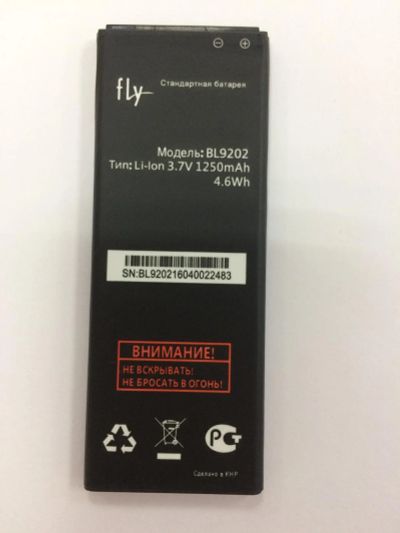 fly
Стандартная батарея
Модель: BL9202
Тип: Li-Ion 3.7V 1250mAh
4.6Wh
SN:BL920216040022483
ВНИМАНИЕ!
НЕ ВСКРЫВАТЬ!
НЕ БРОСАТЬ В ОГОНЬ!
РСТ
Сделано в КНР